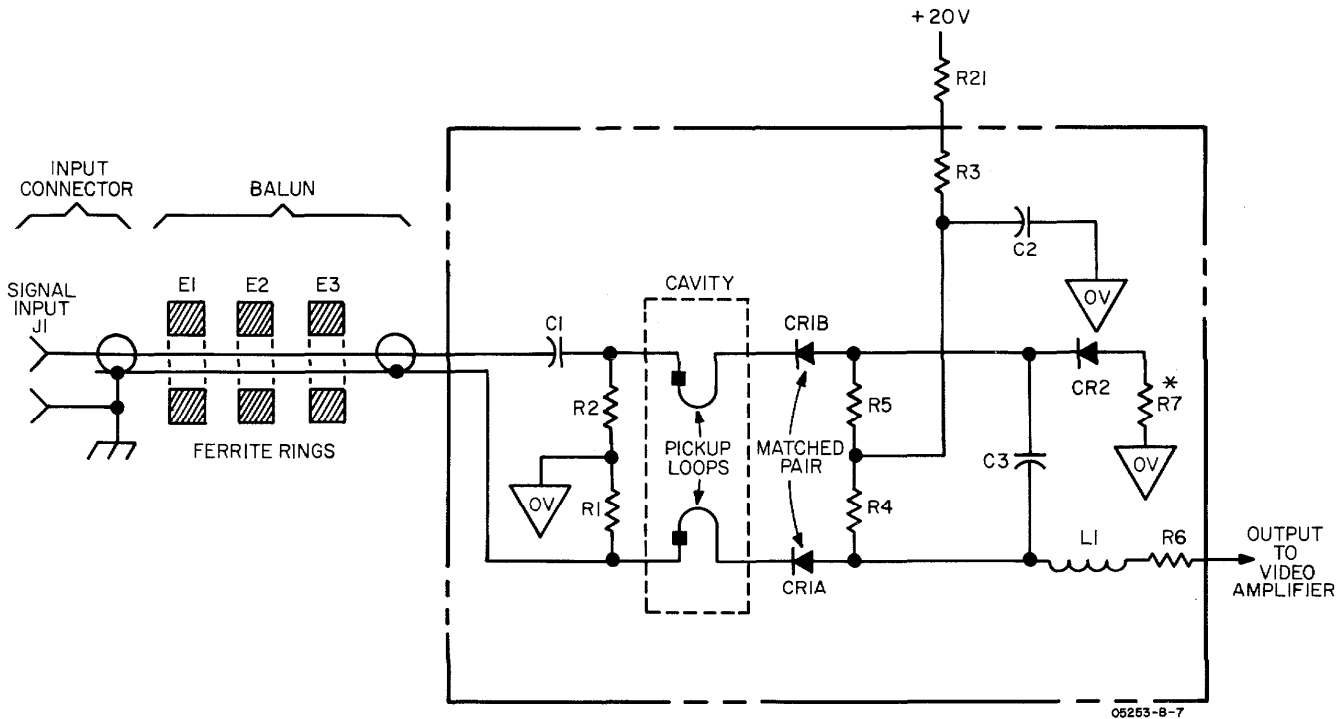 +20V
R21
INPUT
CONNECTOR
BALUN
R3
C2
0V
SIGNAL
INPUT
J1
E1
E2
E3
FERRITE RINGS
C1
CAVITY
CR1B
CR2
R2
R5
R7
*
0V
PICKUP
LOOPS
MATCHED
PAIR
C3
0V
R1
R4
CR1A
L1
R6
OUTPUT
TO
VIDEO
AMPLIFIER
05253-B-7